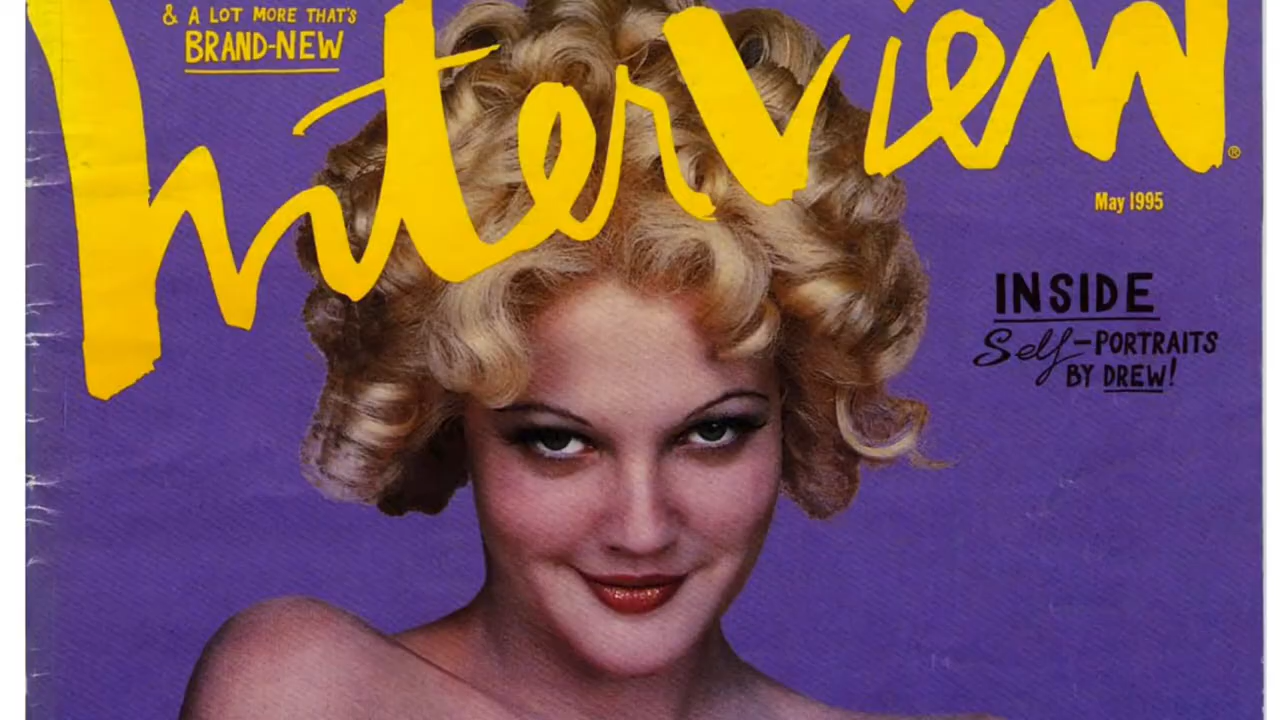 & A LOT MORE THAT'S
BRAND-NEW
Interview®
May 1995
INSIDE
Self-PORTRAITS
BY DREW!